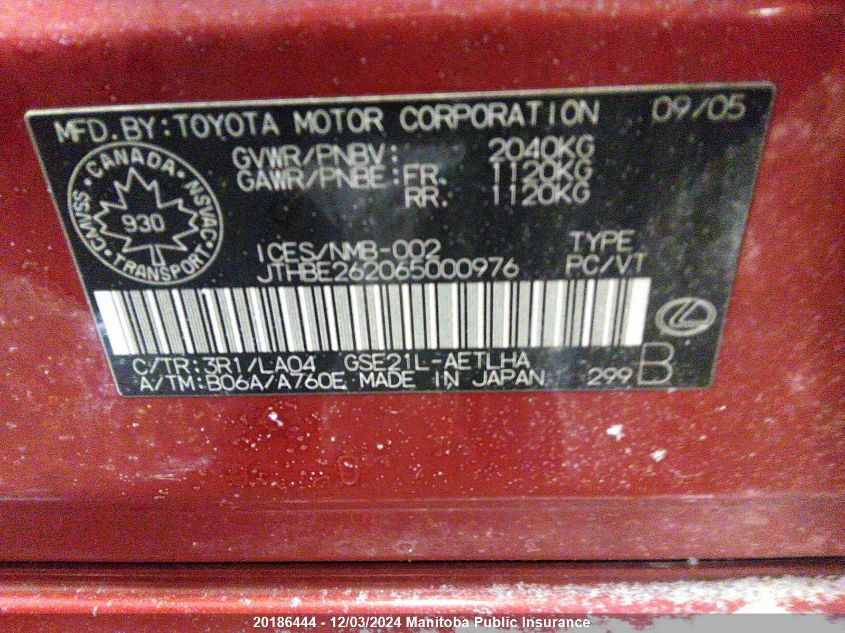 MFD. BY: TOYOTA MOTOR CORPORATION 09/05
GVWR/PNBV: 2040KG
GAWR/PNBE: FR. 1120KG
RR. 1120KG
CANADA
CMVSS NSVAC
930
TRANSPORT
ICES/NMB-002 TYPE
JTHBE262065000976 PC/VT
C/TR: 3R1/LA04 GSE21L-AETLHA
A/TM: B06A/A760E MADE IN JAPAN 299 B
20186444 - 12/03/2024 Manitoba Public Insurance